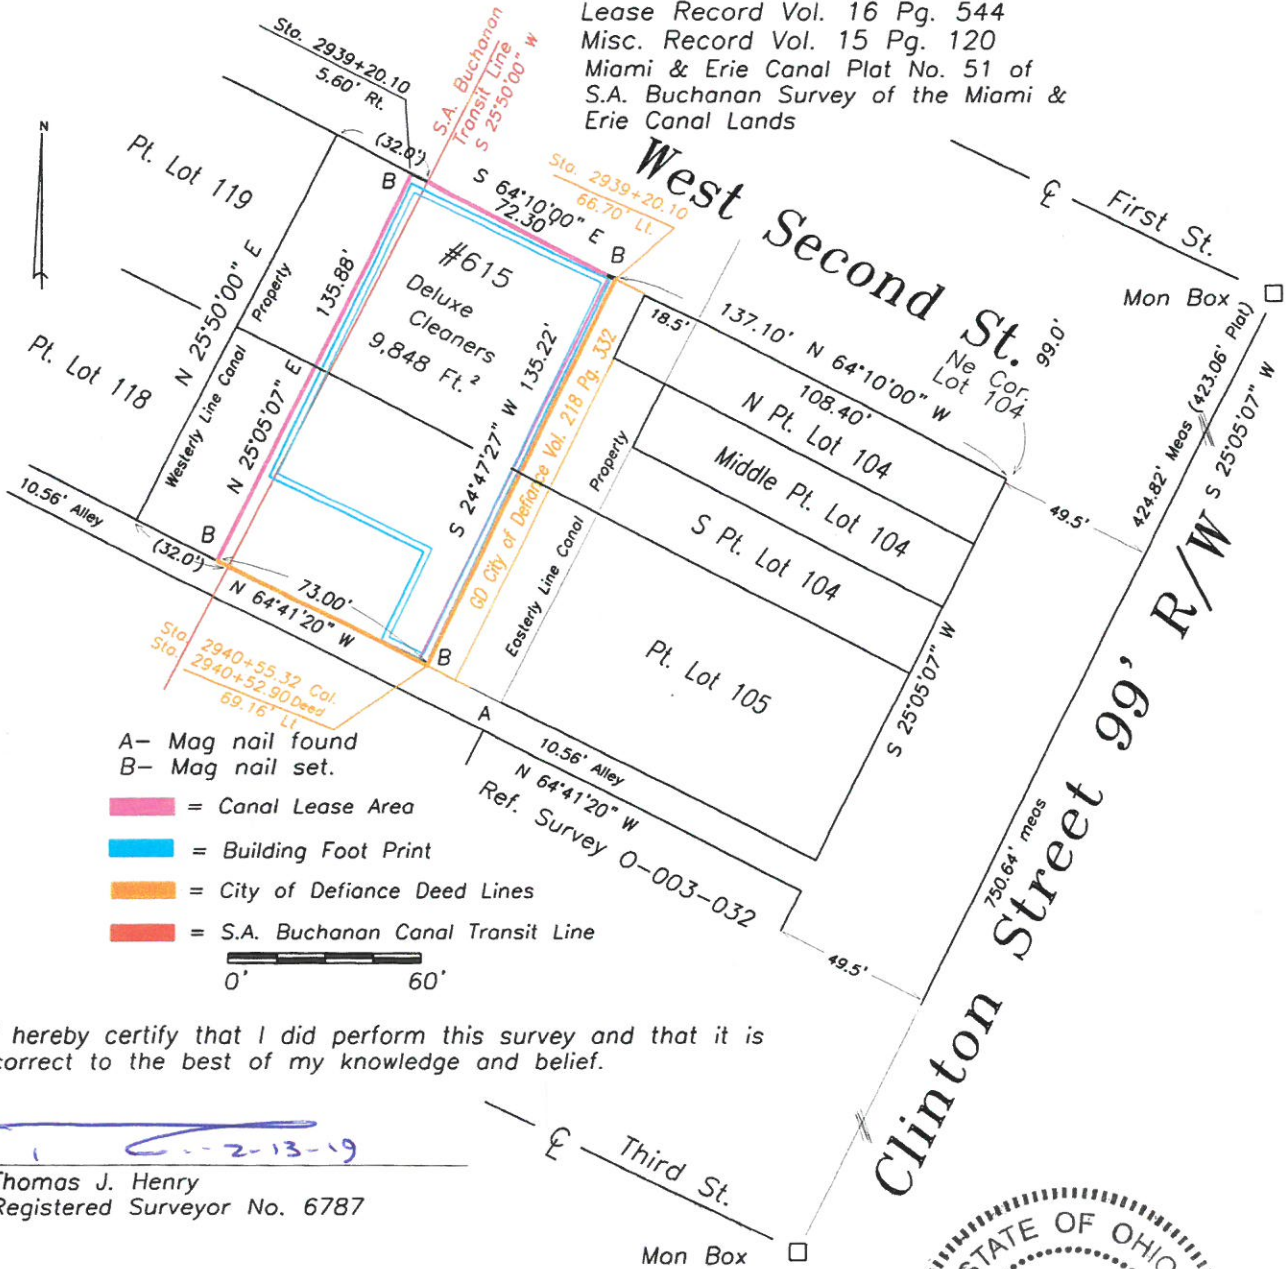 Lease Record Vol. 16 Pg. 544
Misc. Record Vol. 15 Pg. 120
Miami & Erie Canal Plat No. 51 of
S.A. Buchanan Survey of the Miami &
Erie Canal Lands
Sta. 2939+20.10
5.60' Rt.
S.A. Buchanan
Transit Line
S 25°50'00" W
N
Pt. Lot 119
(32.0')
B
S 64°10'00" E
72.30'
Sta. 2939+20.10
66.70' Lt.
B
West Second St.
℄ First St.
Mon Box
#615
Deluxe
Cleaners
9,848 Ft.²
135.88'
N 25°05'07" E
N 25°50'00" E
Property
Westerly Line Canal
Pt. Lot 118
135.22'
S 24°47'27" W
GD City of Defiance Vol. 218 Pg. 332
18.5'
137.10' N 64°10'00" W
108.40'
Ne Cor.
Lot 104
99.0'
424.82' Meas (423.06' Plat)
S 25°05'07" W
N Pt. Lot 104
Middle Pt. Lot 104
S Pt. Lot 104
49.5'
Property
Easterly Line Canal
Pt. Lot 105
S 25°05'07" W
10.56' Alley
B
(32.0')
73.00'
N 64°41'20" W
B
Sta. 2940+55.32 Cal.
Sta. 2940+52.90 Deed
69.16' Lt.
A
10.56' Alley
N 64°41'20" W
Ref. Survey O-003-032
Clinton Street 99' R/W
750.64' meas
49.5'
A- Mag nail found
B- Mag nail set.
= Canal Lease Area
= Building Foot Print
= City of Defiance Deed Lines
= S.A. Buchanan Canal Transit Line
0' 60'
hereby certify that I did perform this survey and that it is
correct to the best of my knowledge and belief.
2-13-19
Thomas J. Henry
Registered Surveyor No. 6787
℄ Third St.
Mon Box
STATE OF OHIO